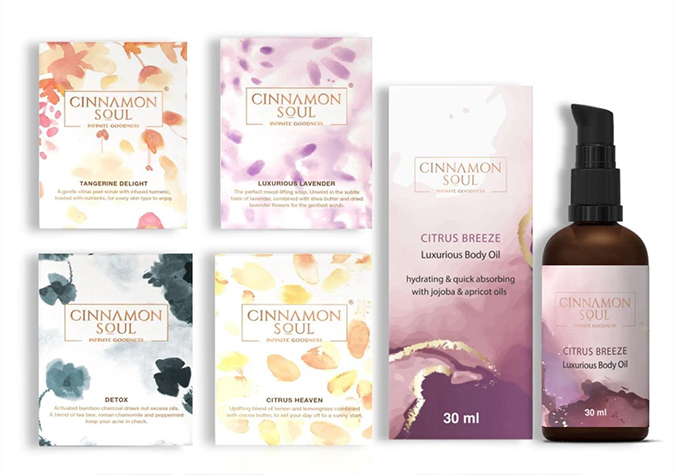 CINNAMON
SOUL
INFINITE GOODNESS
TANGERINE DELIGHT
A gentle citrus peel scrub with infused turmeric,
loaded with nutrients, for every skin type to enjoy.
CINNAMON
SOUL
INFINITE GOODNESS
LUXURIOUS LAVENDER
The perfect mood-lifting soap. Unwind in the subtle
haze of lavender, combined with shea butter and dried
lavender flowers for the gentlest scrub.
CINNAMON
SOUL
INFINITE GOODNESS
DETOX
Activated bamboo charcoal draws out excess oils.
A blend of tea tree, roman chamomile and peppermint
keep your acne in check.
CINNAMON
SOUL
INFINITE GOODNESS
CITRUS HEAVEN
Uplifting blend of lemon and lemongrass combined
with cocoa butter, to set your day off to a sunny start.
CINNAMON
SOUL
INFINITE GOODNESS
CITRUS BREEZE
Luxurious Body Oil
hydrating & quick absorbing
with jojoba & apricot oils
30 ml
CINNAMON
SOUL
INFINITE GOODNESS
CITRUS BREEZE
Luxurious Body Oil
30 ml